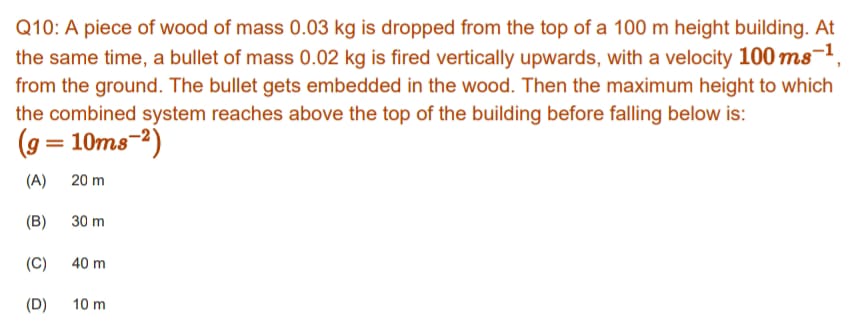 Q10: A piece of wood of mass 0.03 kg is dropped from the top of a 100 m height building. At
the same time, a bullet of mass 0.02 kg is fired vertically upwards, with a velocity 100 ms⁻¹,
from the ground. The bullet gets embedded in the wood. Then the maximum height to which
the combined system reaches above the top of the building before falling below is:
(g = 10ms⁻²)
(A) 20 m
(B) 30 m
(C) 40 m
(D) 10 m